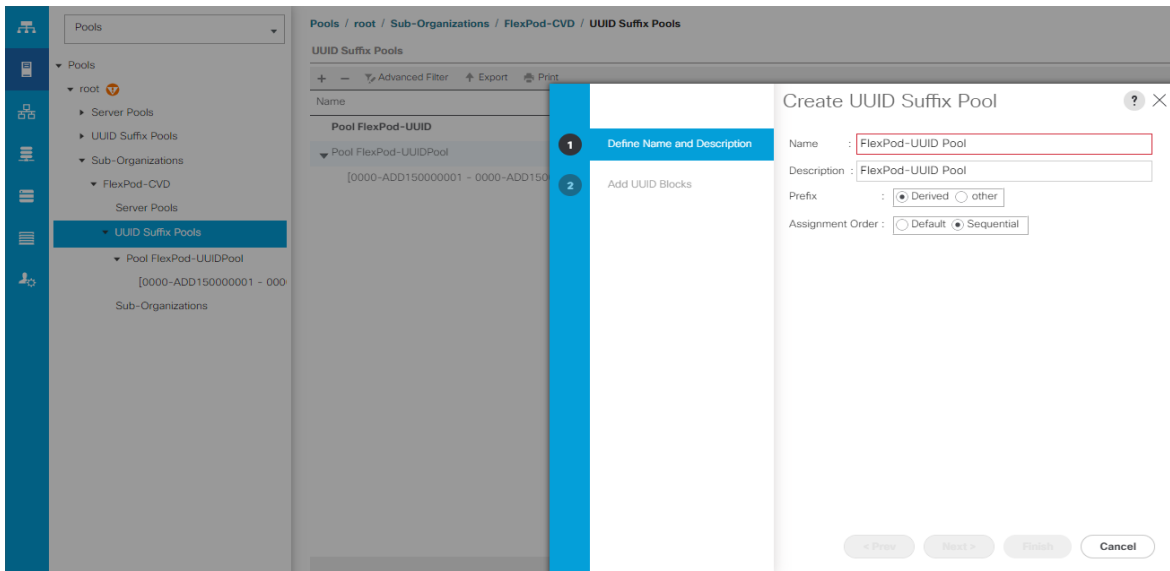 Pools
Pools
root
Server Pools
UUID Suffix Pools
Sub-Organizations
FlexPod-CVD
Server Pools
UUID Suffix Pools
Pool FlexPod-UUIDPool
[0000-ADD150000001 - 000
Sub-Organizations
Pools / root / Sub-Organizations / FlexPod-CVD / UUID Suffix Pools
UUID Suffix Pools
+ − Advanced Filter Export Print
Name
Pool FlexPod-UUID
Pool FlexPod-UUIDPool
[0000-ADD150000001 - 0000-ADD150
1 Define Name and Description
2 Add UUID Blocks
Create UUID Suffix Pool ? ×
Name : FlexPod-UUID Pool
Description : FlexPod-UUID Pool
Prefix : Derived other
Assignment Order : Default Sequential
< Prev Next > Finish Cancel